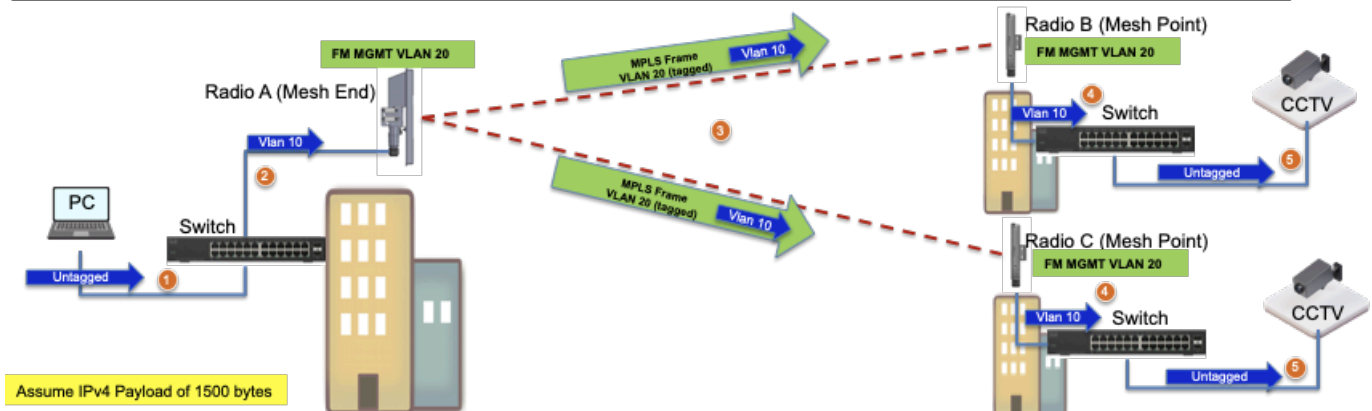 FM MGMT VLAN 20
Radio A (Mesh End)
Vlan 10
2
PC
Switch
Untagged
1
Assume IPv4 Payload of 1500 bytes
MPLS Frame
VLAN 20 (tagged)
Vlan 10
3
MPLS Frame
VLAN 20 (tagged)
Vlan 10
Radio B (Mesh Point)
FM MGMT VLAN 20
4
Vlan 10
Switch
CCTV
5
Untagged
Radio C (Mesh Point)
FM MGMT VLAN 20
4
Vlan 10
Switch
CCTV
5
Untagged